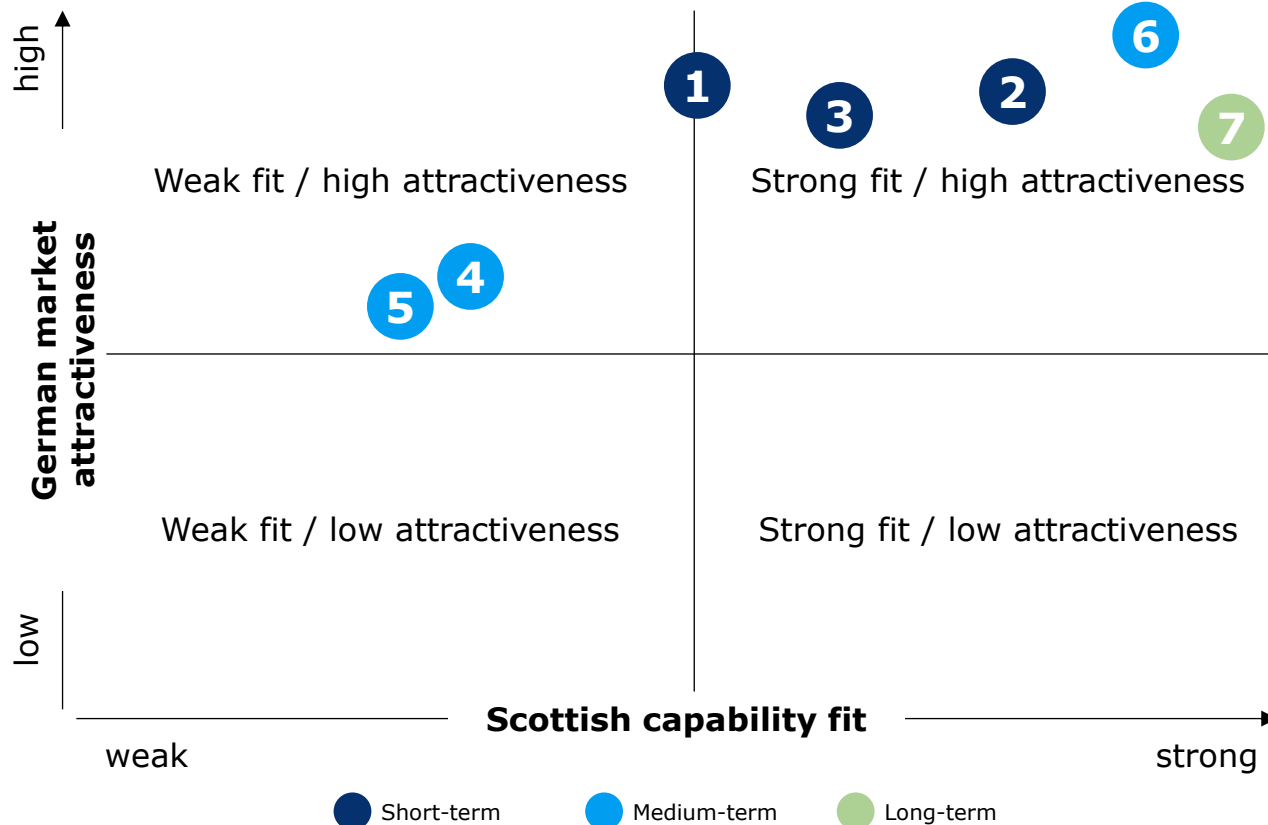 high
6
1
2
3
7
Weak fit / high attractiveness
Strong fit / high attractiveness
German market
attractiveness
4
5
Weak fit / low attractiveness
Strong fit / low attractiveness
low
Scottish capability fit
weak
strong
Short-term
Medium-term
Long-term